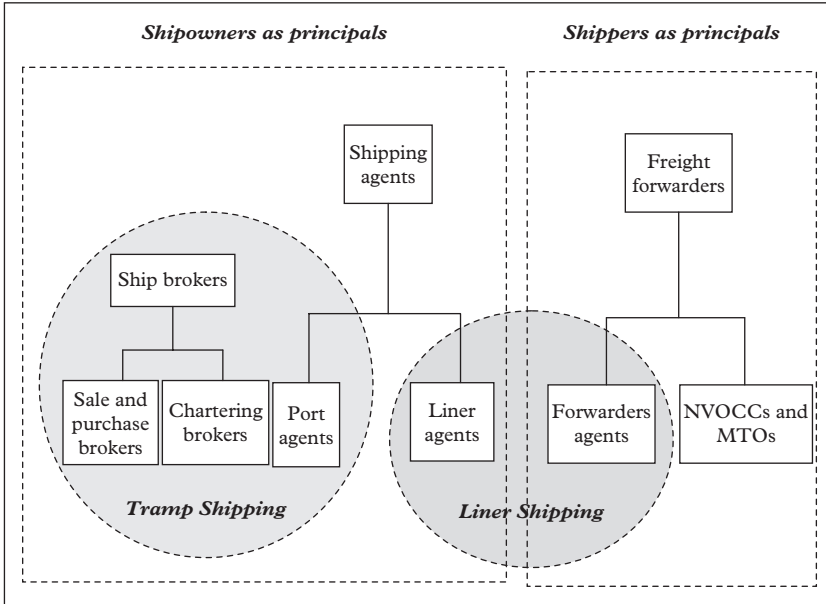 Shipowners as principals
Shippers as principals
Shipping
agents
Freight
forwarders
Ship brokers
Sale and
purchase
brokers
Chartering
brokers
Port
agents
Liner
agents
Forwarders
agents
NVOCCs and
MTOs
Tramp Shipping
Liner Shipping